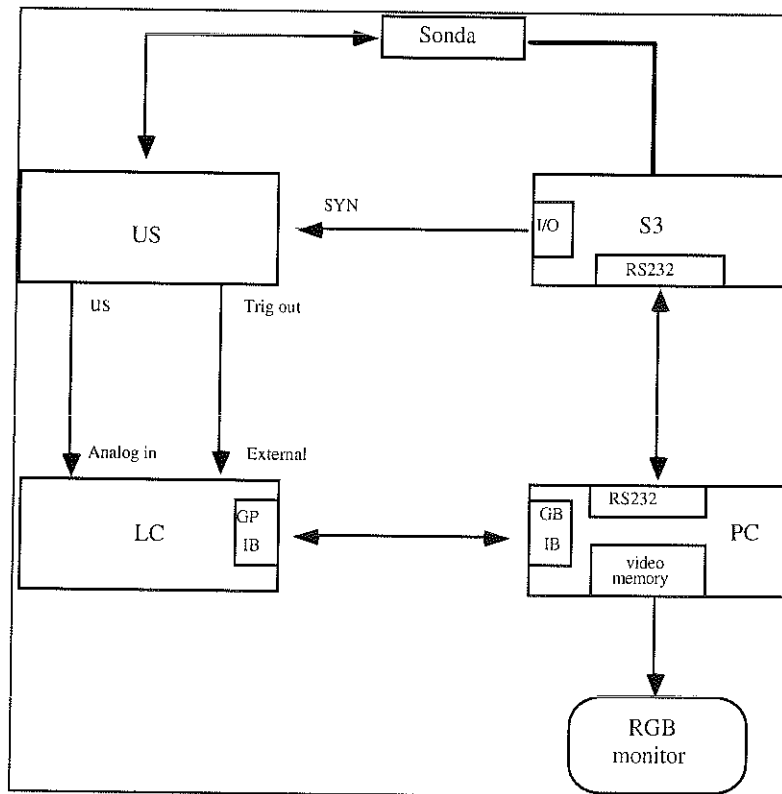 Sonda
US
SYN
I/O
S3
RS232
us
Trig out
Analog in
External
LC
GP
IB
GB
IB
RS232
PC
video
memory
RGB
monitor